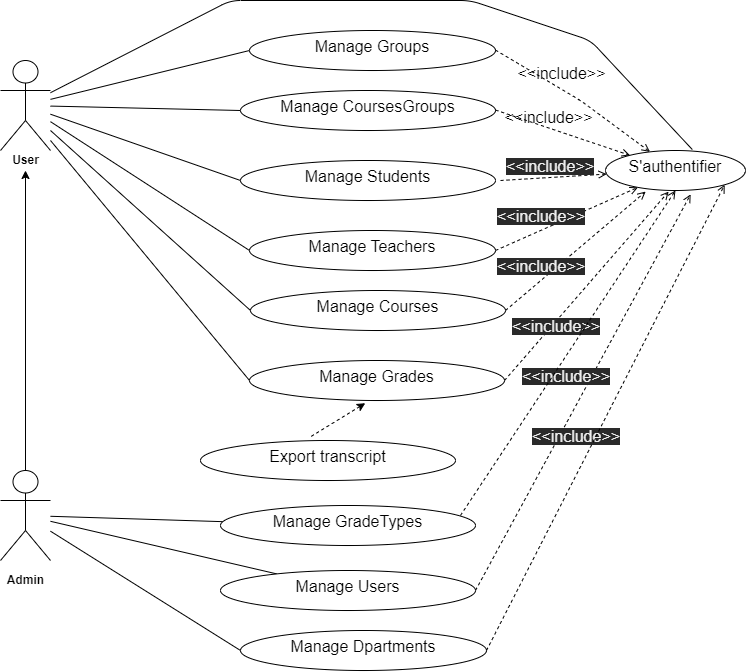 Manage Groups
<<include>>
Manage CoursesGroups
<<include>>
User
Manage Students
<<include>>
S'authentifier
<<include>>
Manage Teachers
<<include>>
Manage Courses
<<include>>
Manage Grades
<<include>>
<<include>>
Export transcript
Manage GradeTypes
Admin
Manage Users
Manage Dpartments